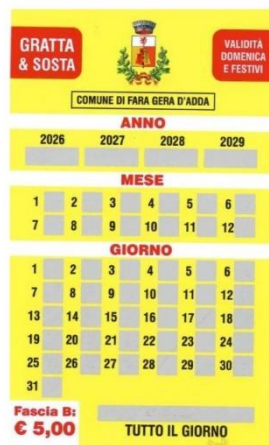 GRATTA
& SOSTA
VALIDITÀ
DOMENICA
E FESTIVI
COMUNE DI FARA GERA D'ADDA
ANNO
2026 2027 2028 2029
MESE
1 2 3 4 5 6
7 8 9 10 11 12
GIORNO
1 2 3 4 5 6
7 8 9 10 11 12
13 14 15 16 17 18
19 20 21 22 23 24
25 26 27 28 29 30
31
Fascia B:
€ 5,00
TUTTO IL GIORNO